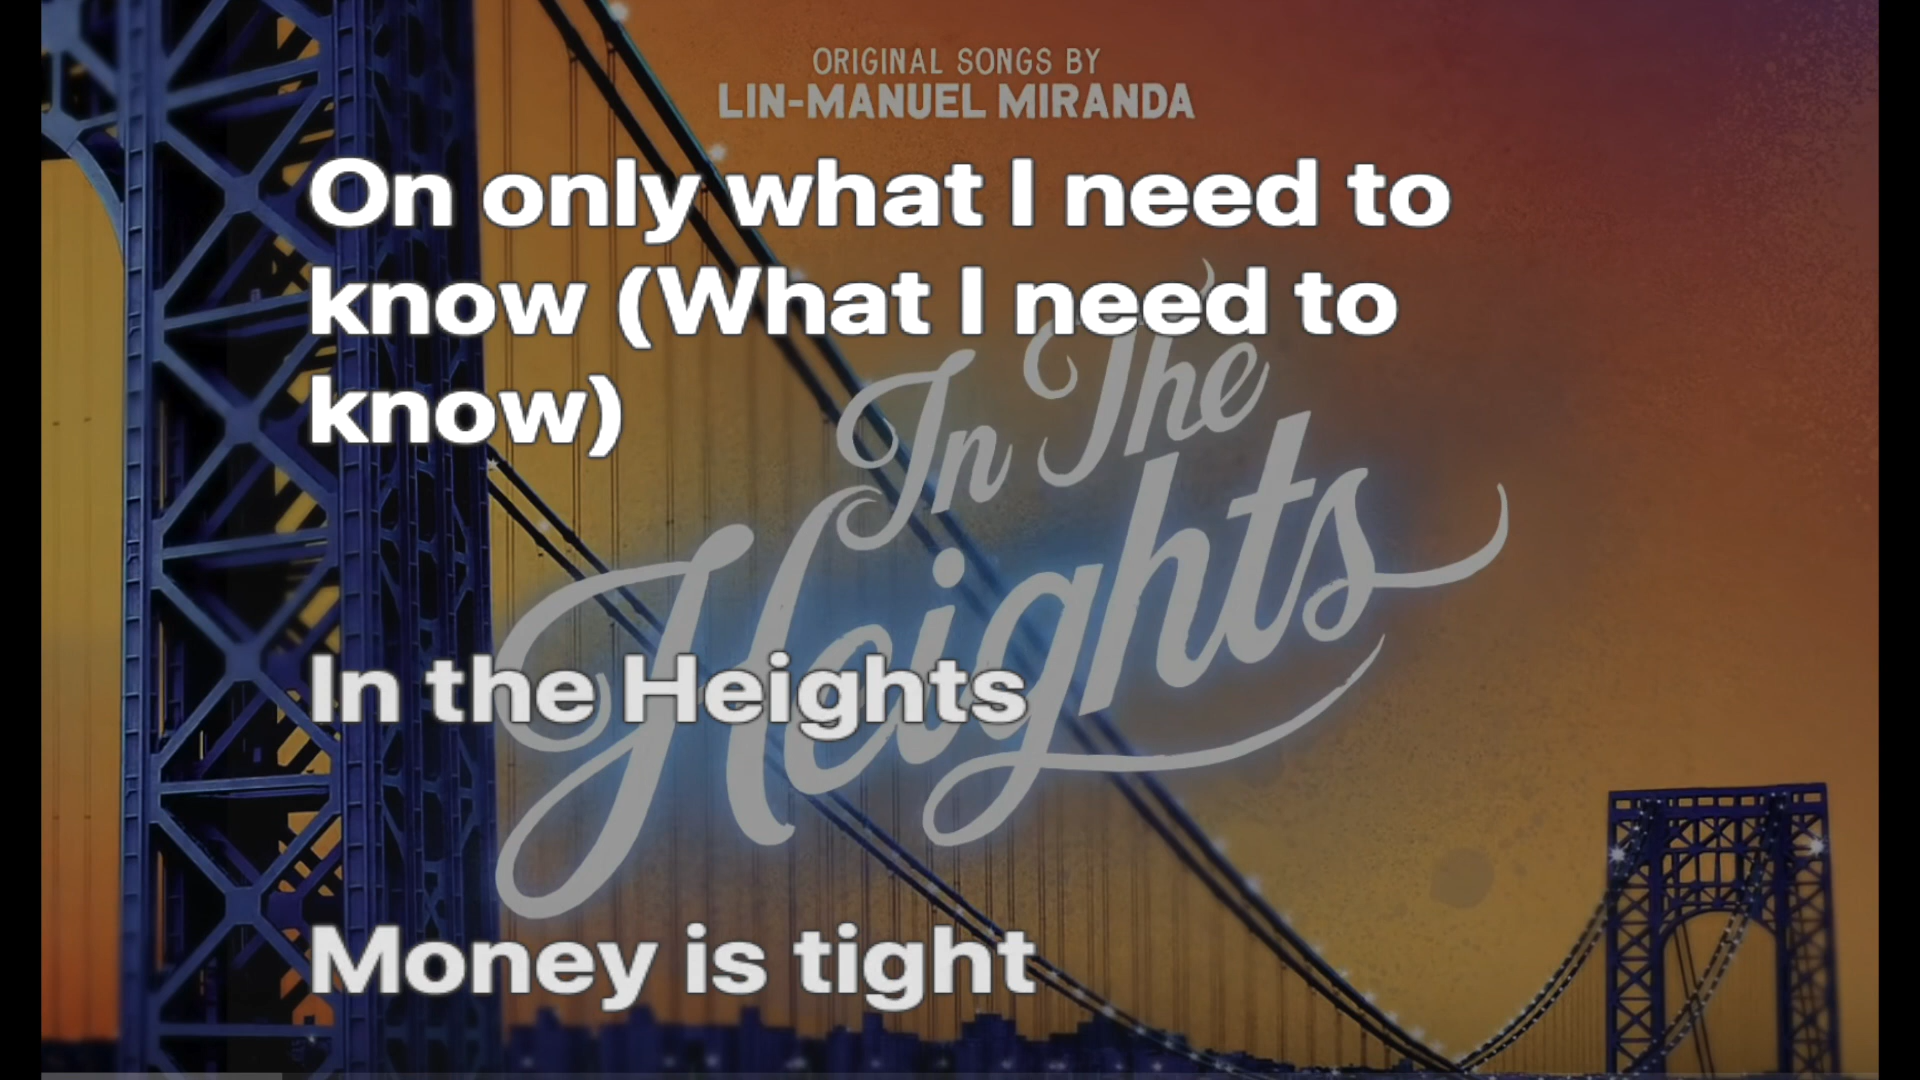 ORIGINAL SONGS BY
LIN-MANUEL MIRANDA
On only what I need to
know (What I need to
know)
In The
Heights
In the Heights
Money is tight